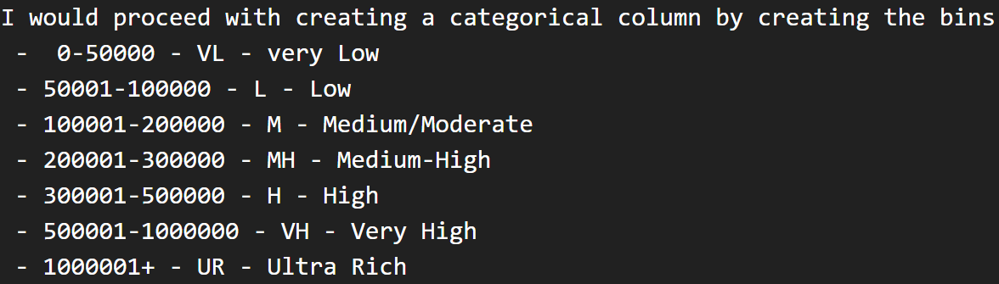 I would proceed with creating a categorical column by creating the bins
- 0-50000 - VL - very Low
- 50001-100000 - L - Low
- 100001-200000 - M - Medium/Moderate
- 200001-300000 - MH - Medium-High
- 300001-500000 - H - High
- 500001-1000000 - VH - Very High
- 1000001+ - UR - Ultra Rich